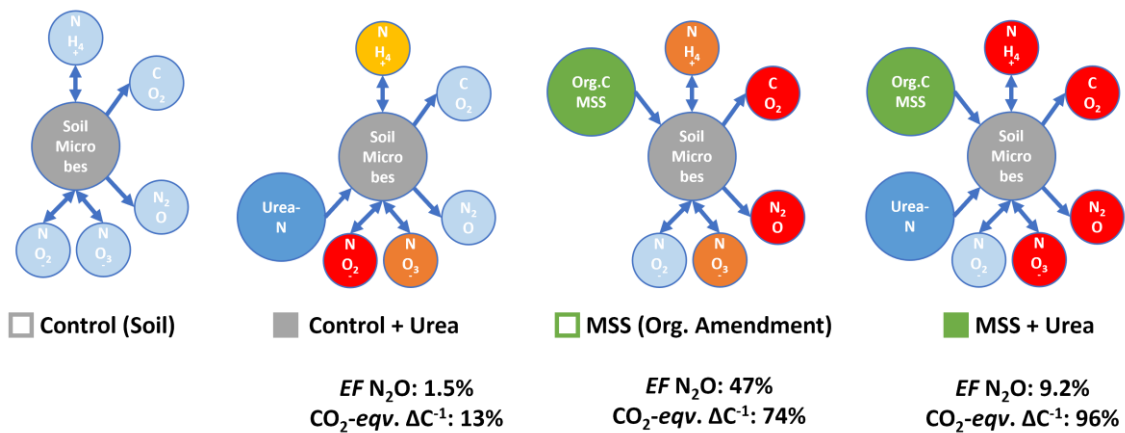 N
H₄
+
C
O₂
Soil
Micro
bes
N₂
O
N
O₂
-
N
O₃
-
N
H₄
+
C
O₂
Soil
Micro
bes
Urea-
N
N₂
O
N
O₂
-
N
O₃
-
N
H₄
+
Org.C
MSS
C
O₂
Soil
Micro
bes
N₂
O
N
O₂
-
N
O₃
-
N
H₄
+
Org.C
MSS
C
O₂
Soil
Micro
bes
Urea-
N
N₂
O
N
O₂
-
N
O₃
-
Control (Soil)
Control + Urea
MSS (Org. Amendment)
MSS + Urea
EF N₂O: 1.5%
CO₂-eqv. ΔC⁻¹: 13%
EF N₂O: 47%
CO₂-eqv. ΔC⁻¹: 74%
EF N₂O: 9.2%
CO₂-eqv. ΔC⁻¹: 96%